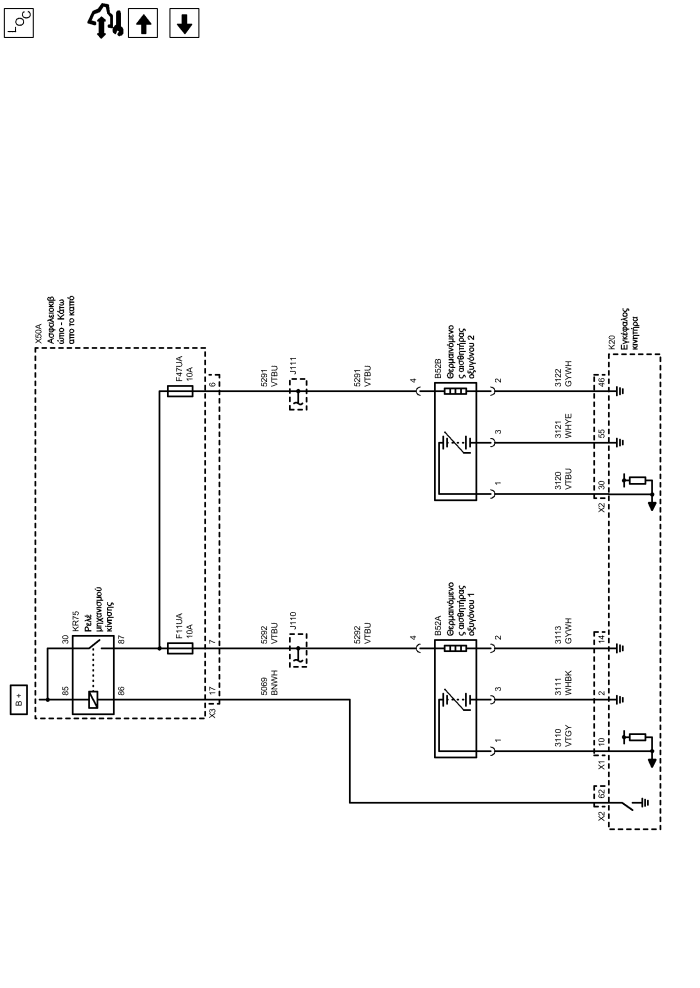 LOC
B +
X50A
Ασφαλειοκιβ
ώτιο - Κάτω
απο το καπό
KR75
Ρελέ
μηχανισμού
κίνησης
30
87
85
86
F47UA
10A
F11UA
10A
6
7
17
X3
5291
VTBU
J111
5291
VTBU
5292
VTBU
J110
5292
VTBU
5069
BNWH
B52B
Θερμαινόμενο
ς αισθητήρας
οξυγόνου 2
4
2
3
1
B52A
Θερμαινόμενο
ς αισθητήρας
οξυγόνου 1
4
2
3
1
3122
GYWH
3121
WHYE
3120
VTBU
3113
GYWH
3111
WHBK
3110
VTGY
46
55
30
X2
14
2
10
X1
62
X2
K20
Εγκέφαλος
κινητήρα